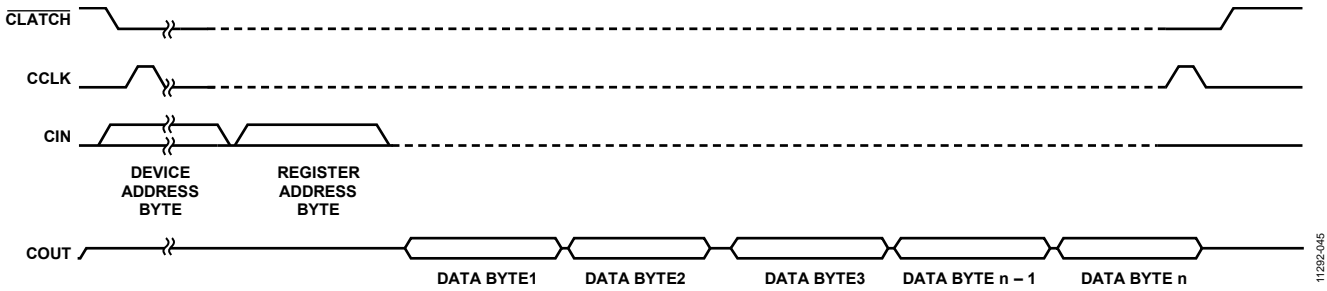 CLATCH
CCLK
CIN
DEVICE
ADDRESS
BYTE
REGISTER
ADDRESS
BYTE
COUT
DATA BYTE1
DATA BYTE2
DATA BYTE3
DATA BYTE n – 1
DATA BYTE n
11292-045